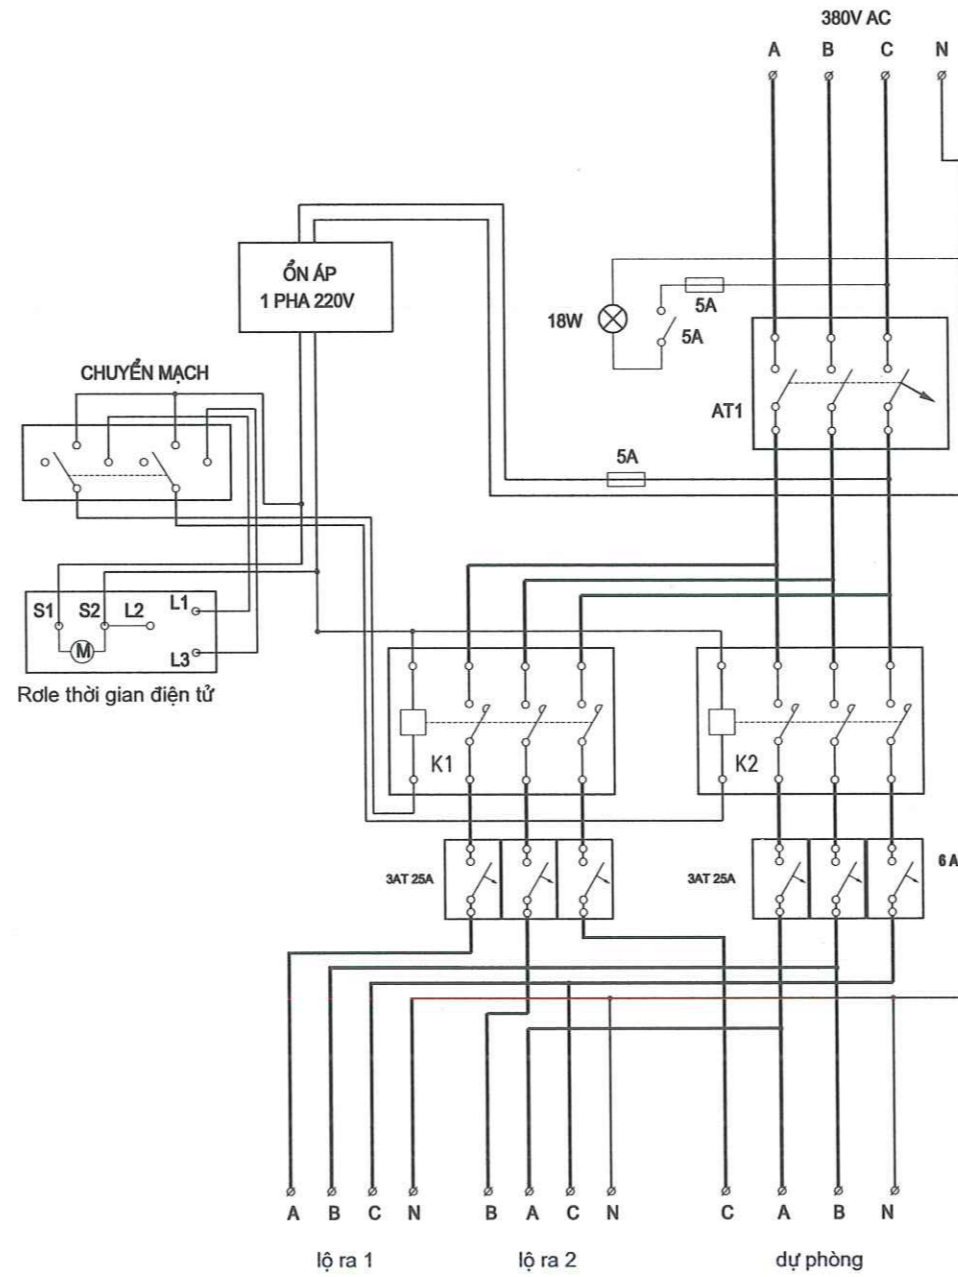 380V AC
A B C N
ỔN ÁP
1 PHA 220V
5A
18W
5A
CHUYỂN MẠCH
AT1
5A
S1 S2 L2 L1
M
L3
Rơle thời gian điện tử
K1 K2
3AT 25A 3AT 25A 6 A
A B C N B A C N C A B N
lộ ra 1 lộ ra 2 dự phòng